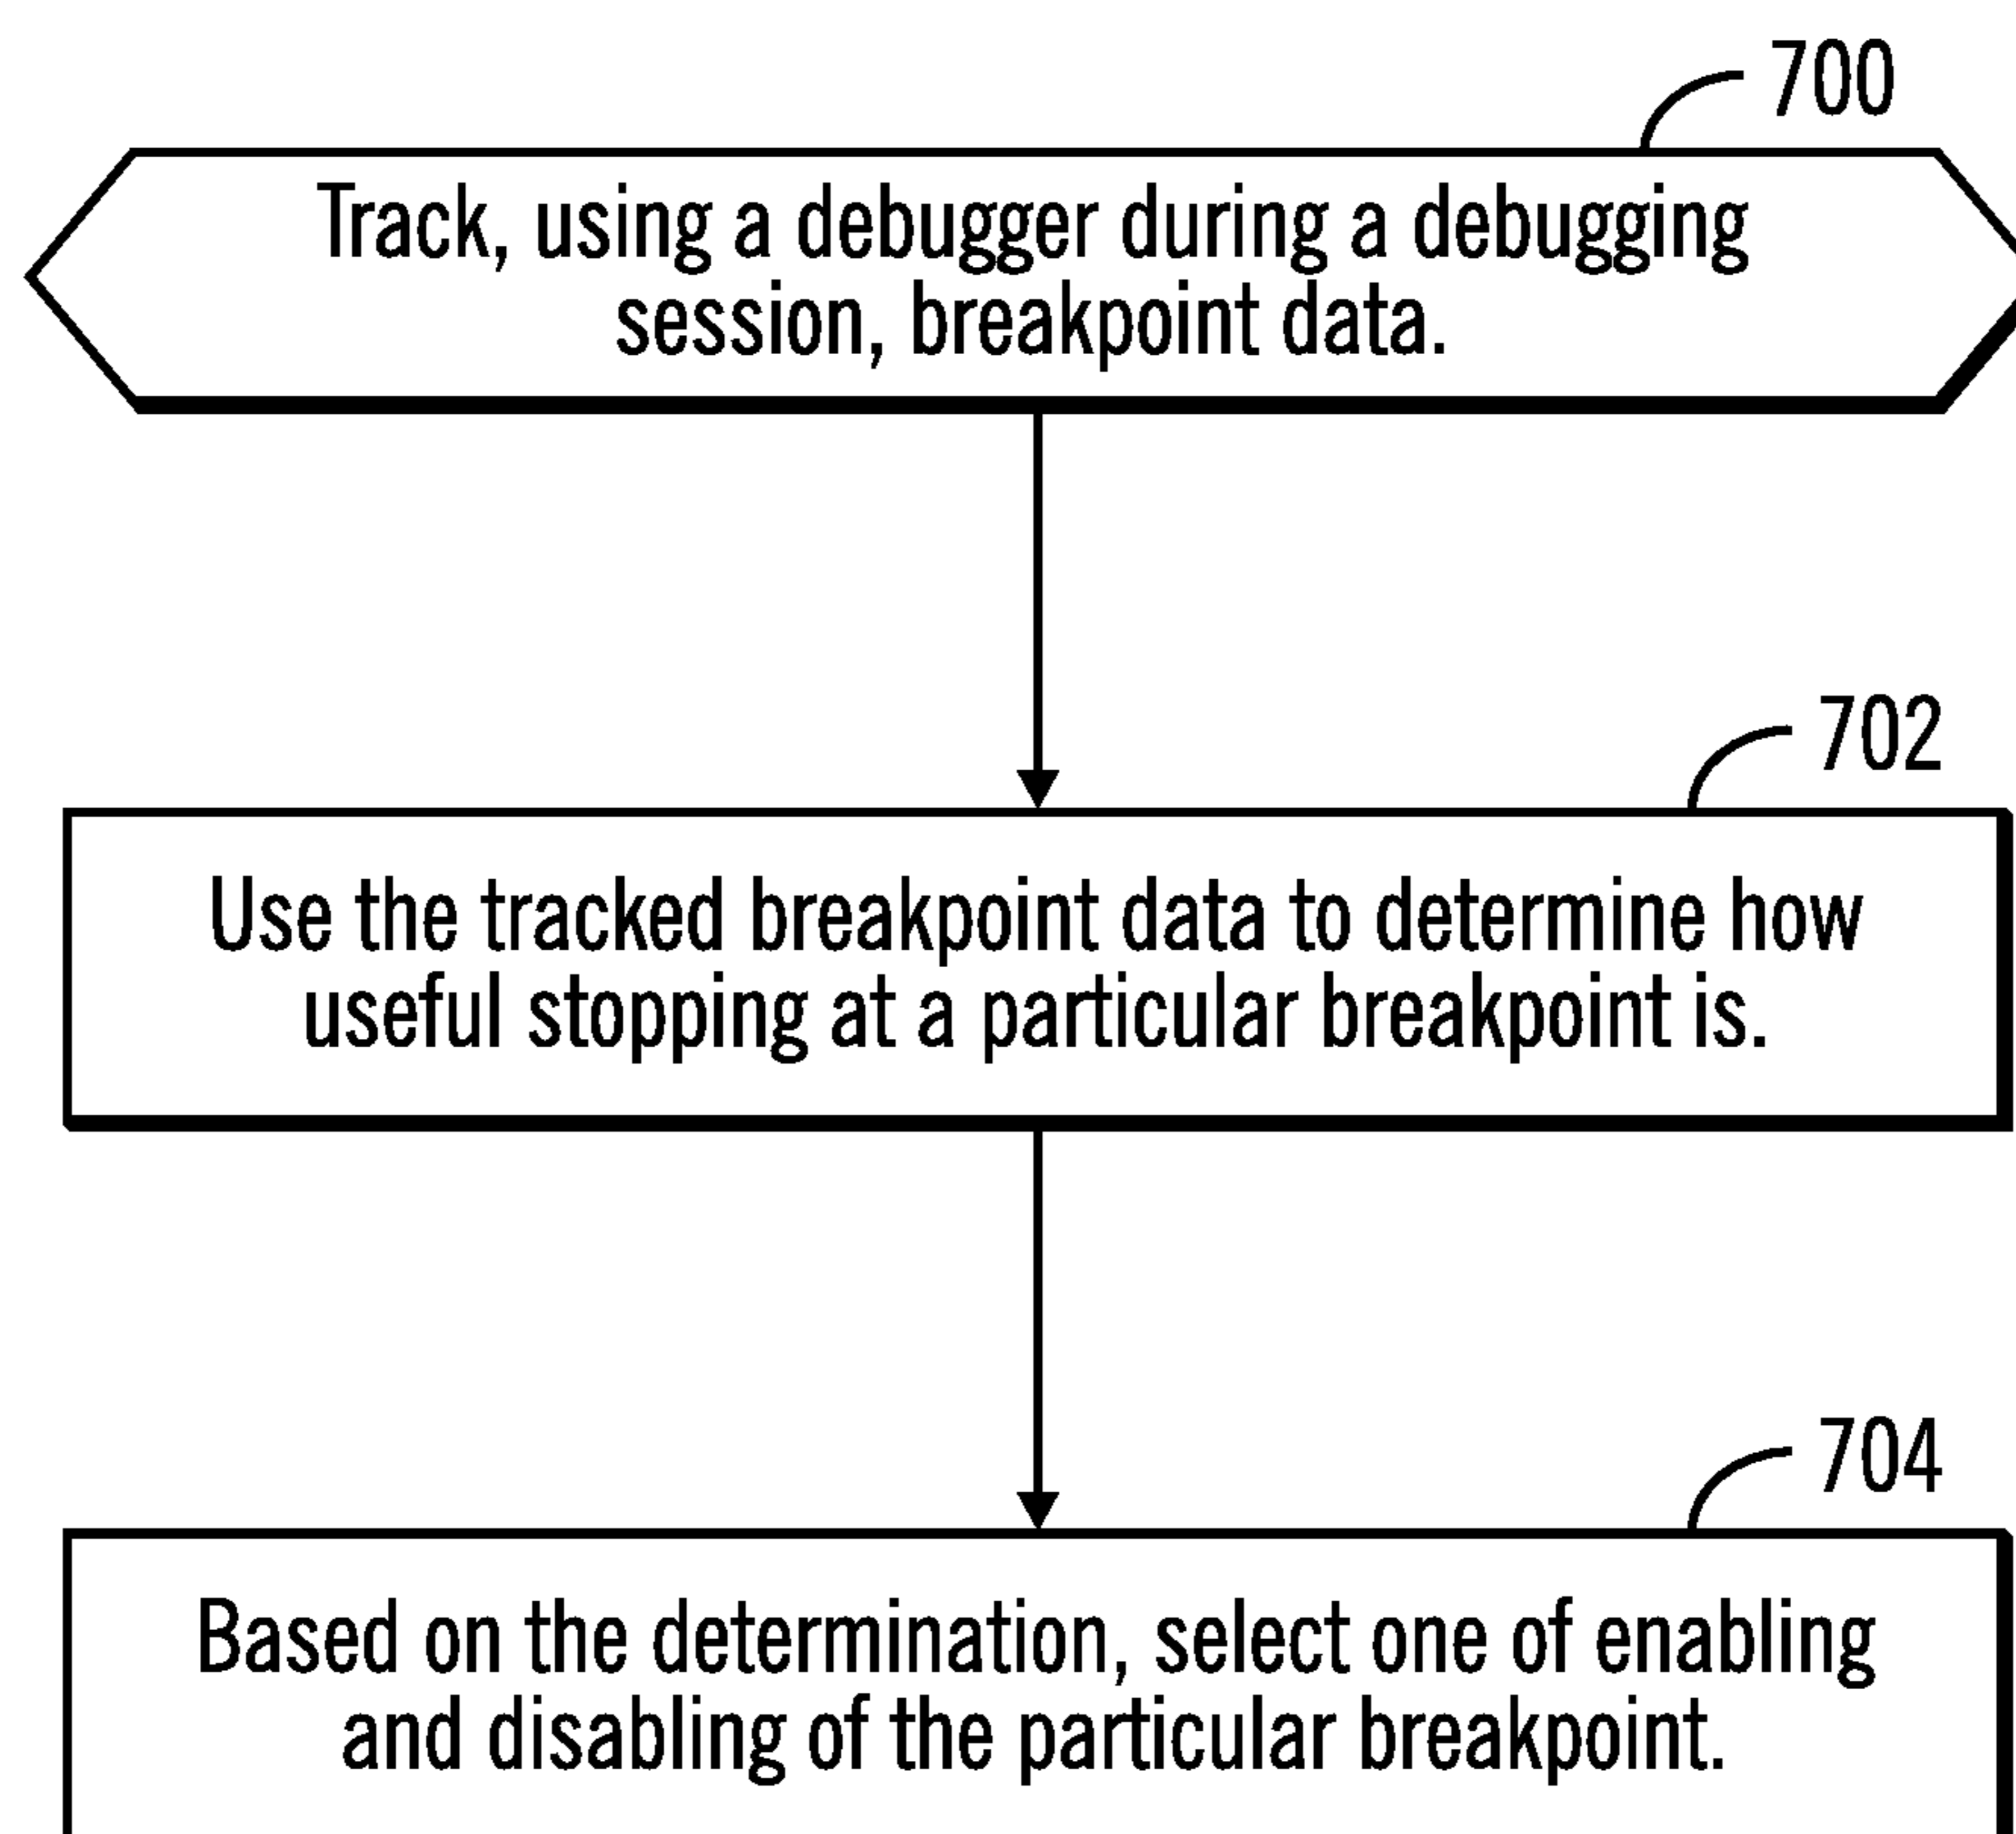 700
Track, using a debugger during a debugging
session, breakpoint data.
702
Use the tracked breakpoint data to determine how
useful stopping at a particular breakpoint is.
704
Based on the determination, select one of enabling
and disabling of the particular breakpoint.